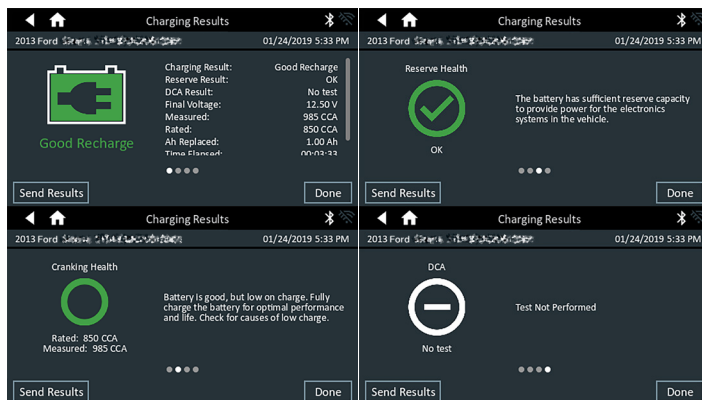 Charging Results
2013 Ford
01/24/2019 5:33 PM
Good Recharge
Charging Result: Good Recharge
Reserve Result: OK
DCA Result: No test
Final Voltage: 12.50 V
Measured: 985 CCA
Rated: 850 CCA
Ah Replaced: 1.00 Ah
Time Elapsed: 00:03:33
Send Results
Done
Charging Results
2013 Ford
01/24/2019 5:33 PM
Reserve Health
OK
The battery has sufficient reserve capacity
to provide power for the electronics
systems in the vehicle.
Send Results
Done
Charging Results
2013 Ford
01/24/2019 5:33 PM
Cranking Health
Rated: 850 CCA
Measured: 985 CCA
Battery is good, but low on charge. Fully
charge the battery for optimal performance
and life. Check for causes of low charge.
Send Results
Done
Charging Results
2013 Ford
01/24/2019 5:33 PM
DCA
No test
Test Not Performed
Send Results
Done